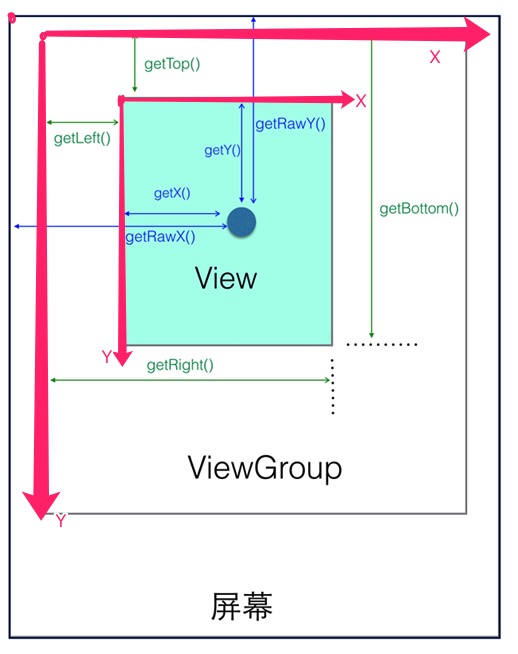 X
getTop()
X
getRawY()
getLeft()
getY()
getX()
getBottom()
getRawX()
View
Y
getRight()
ViewGroup
Y
屏幕